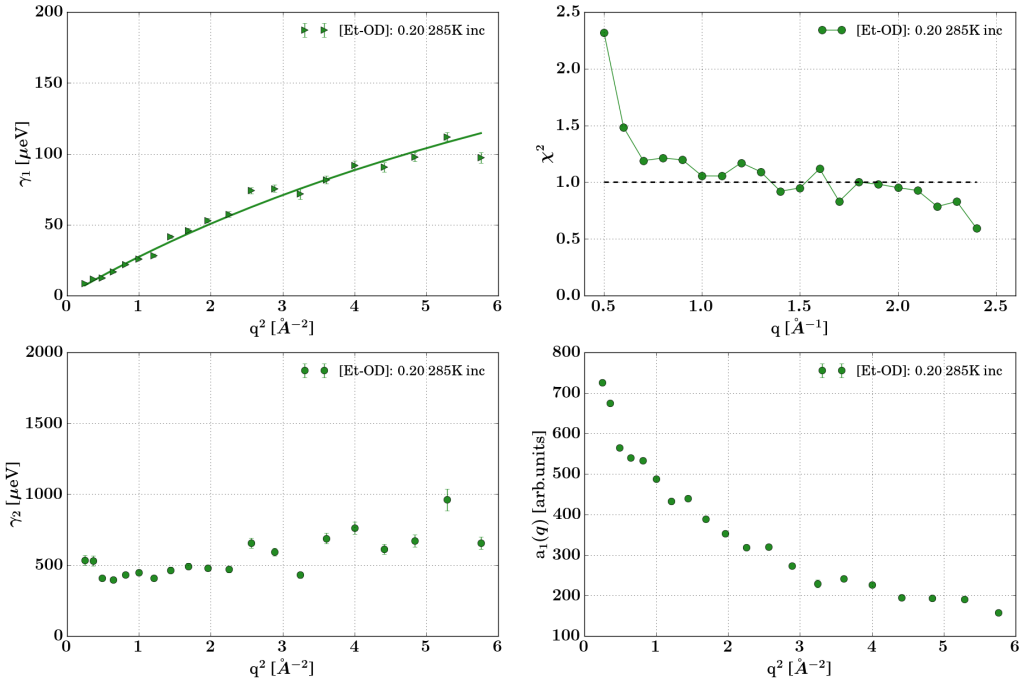 γ₁ [μeV]
200
150
100
50
0
0 1 2 3 4 5 6
q² [Å⁻²]
[Et-OD]: 0.20 285K inc
χ²
2.5
2.0
1.5
1.0
0.5
0.0
0.5 1.0 1.5 2.0 2.5
q [Å⁻¹]
[Et-OD]: 0.20 285K inc
γ₂ [μeV]
2000
1500
1000
500
0
0 1 2 3 4 5 6
q² [Å⁻²]
[Et-OD]: 0.20 285K inc
a₁(q) [arb.units]
800
700
600
500
400
300
200
100
0 1 2 3 4 5 6
q² [Å⁻²]
[Et-OD]: 0.20 285K inc